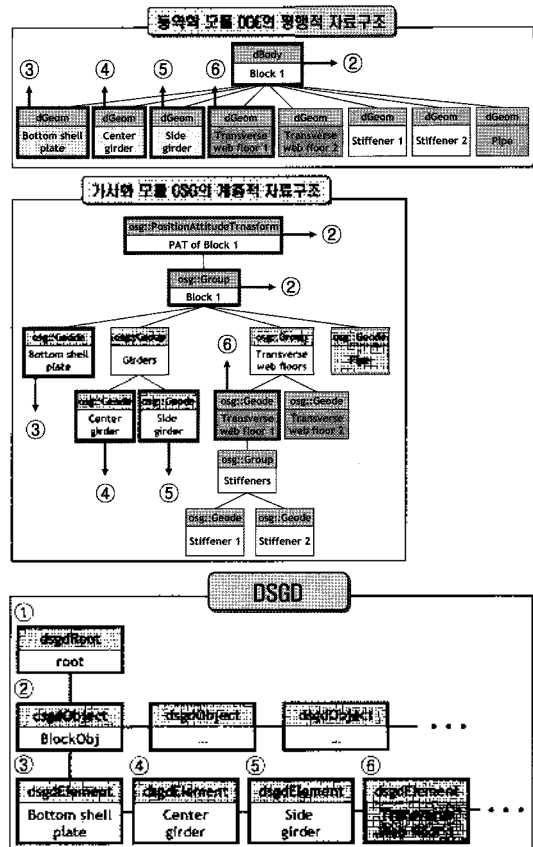 동역학 모듈 ODE의 평행적 자료구조
dBody
Block 1
②
③
④
⑤
⑥
dGeom
Bottom shell
plate
dGeom
Center
girder
dGeom
Side
girder
dGeom
Transverse
web floor 1
dGeom
Transverse
web floor 2
dGeom
Stiffener 1
dGeom
Stiffener 2
dGeom
Pipe
가시화 모듈 OSG의 계층적 자료구조
osg::PositionAttitudeTrnasform
PAT of Block 1
②
osg::Group
Block 1
②
osg::Geode
Bottom shell
plate
osg::Group
Girders
⑥
osg::Group
Transverse
web floors
osg::Geode
Pipe
③
osg::Geode
Center
girder
osg::Geode
Side
girder
osg::Geode
Transverse
web floor 1
osg::Geode
Transverse
web floor 2
④
⑤
osg::Group
Stiffeners
osg::Geode
Stiffener 1
osg::Geode
Stiffener 2
DSGD
①
dsgdRoot
root
②
dsgdObject
BlockObj
dsgdObject
...
dsgdObject
...
• • •
③
dsgdElement
Bottom shell
plate
④
dsgdElement
Center
girder
⑤
dsgdElement
Side
girder
⑥
dsgdElement
Transverse
web floor 1
• • •